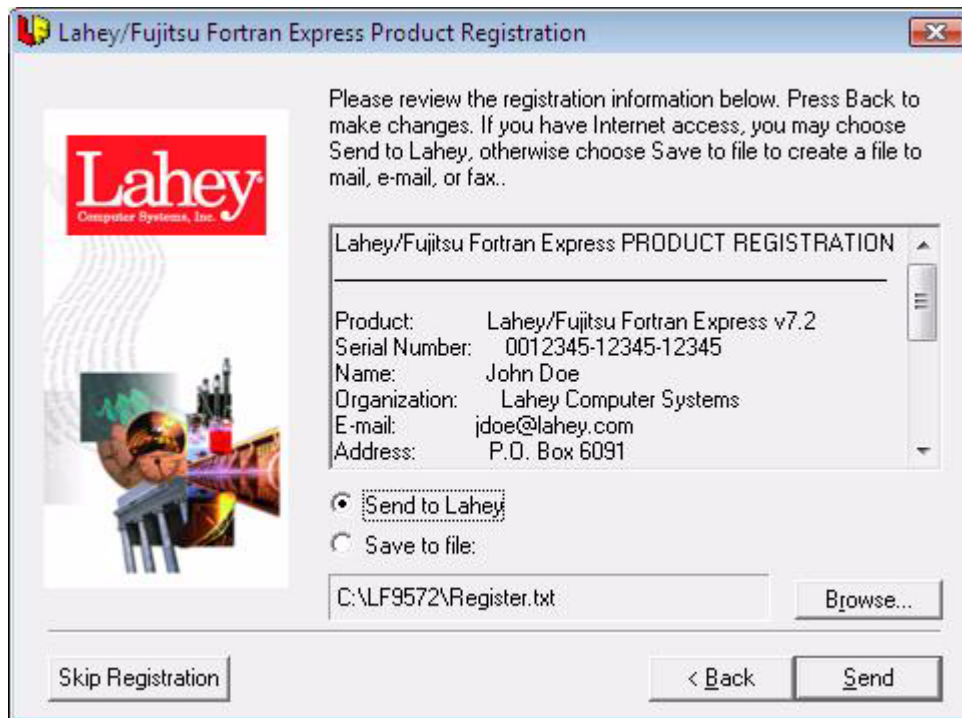 Lahey/Fujitsu Fortran Express Product Registration
Lahey
Computer Systems, Inc.
Please review the registration information below. Press Back to
make changes. If you have Internet access, you may choose
Send to Lahey, otherwise choose Save to file to create a file to
mail, e-mail, or fax..
Lahey/Fujitsu Fortran Express PRODUCT REGISTRATION
Product: Lahey/Fujitsu Fortran Express v7.2
Serial Number: 0012345-12345-12345
Name: John Doe
Organization: Lahey Computer Systems
E-mail: jdoe@lahey.com
Address: P.O. Box 6091
Send to Lahey
Save to file:
C:\LF9572\Register.txt
Browse...
Skip Registration
< Back
Send